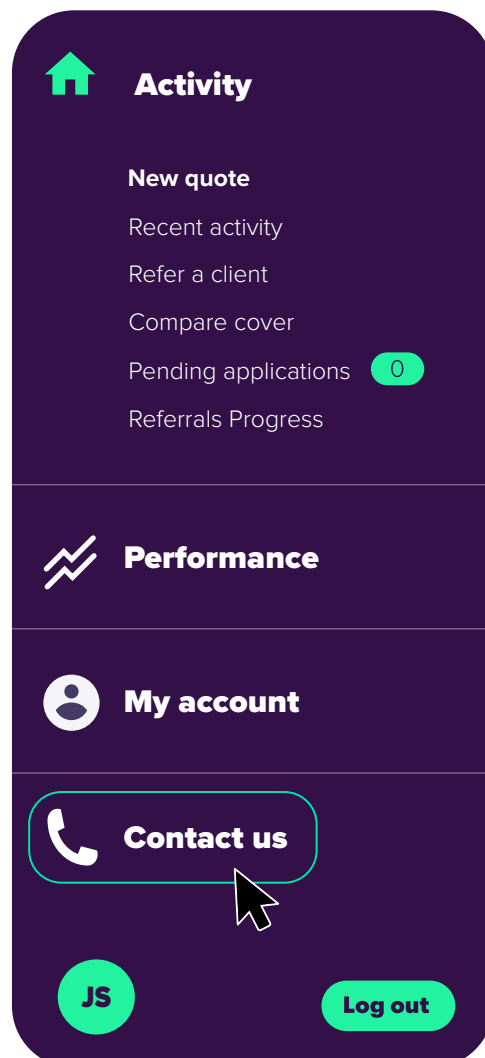 Activity
New quote
Recent activity
Refer a client
Compare cover
Pending applications 0
Referrals Progress
Performance
My account
Contact us
JS
Log out